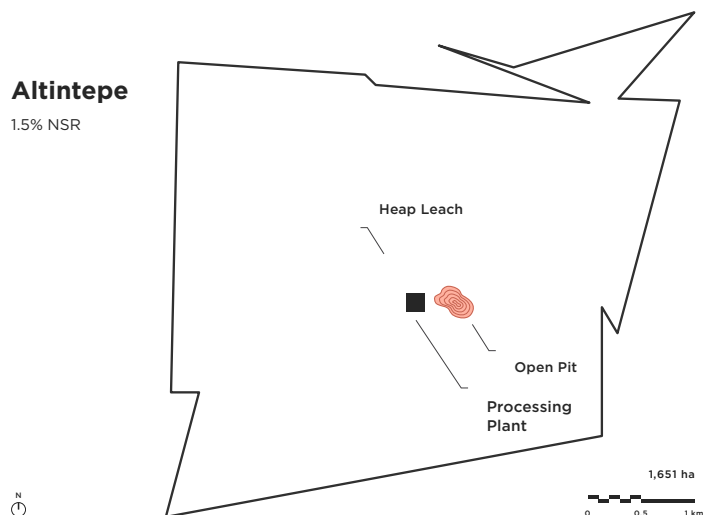 Altintepe
1.5% NSR
Heap Leach
Open Pit
Processing
Plant
1,651 ha
N
0 0.5 1 km